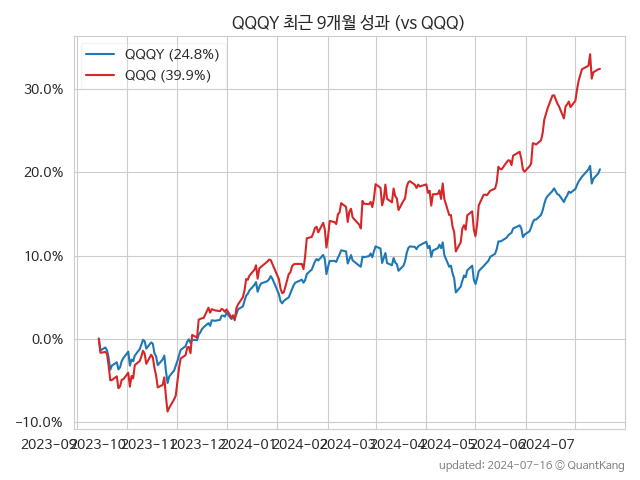 QQQY 최근 9개월 성과 (vs QQQ)
QQQY (24.8%)
QQQ (39.9%)
30.0%
20.0%
10.0%
0.0%
−10.0%
2023-09 2023-10 2023-11 2023-12 2024-01 2024-02 2024-03 2024-04 2024-05 2024-06 2024-07
updated: 2024-07-16 © QuantKang